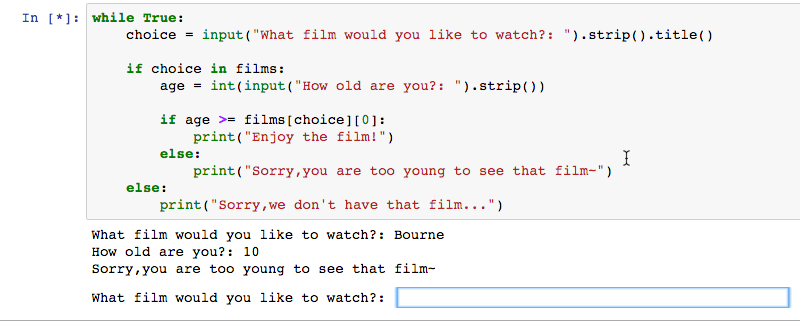 In [*]: while True:
    choice = input("What film would you like to watch?: ").strip().title()
    if choice in films:
        age = int(input("How old are you?: ").strip())
        if age >= films[choice][0]:
            print("Enjoy the film!")
        else:
            print("Sorry,you are too young to see that film~")
    else:
        print("Sorry,we don't have that film...")
What film would you like to watch?: Bourne
How old are you?: 10
Sorry,you are too young to see that film~
What film would you like to watch?: